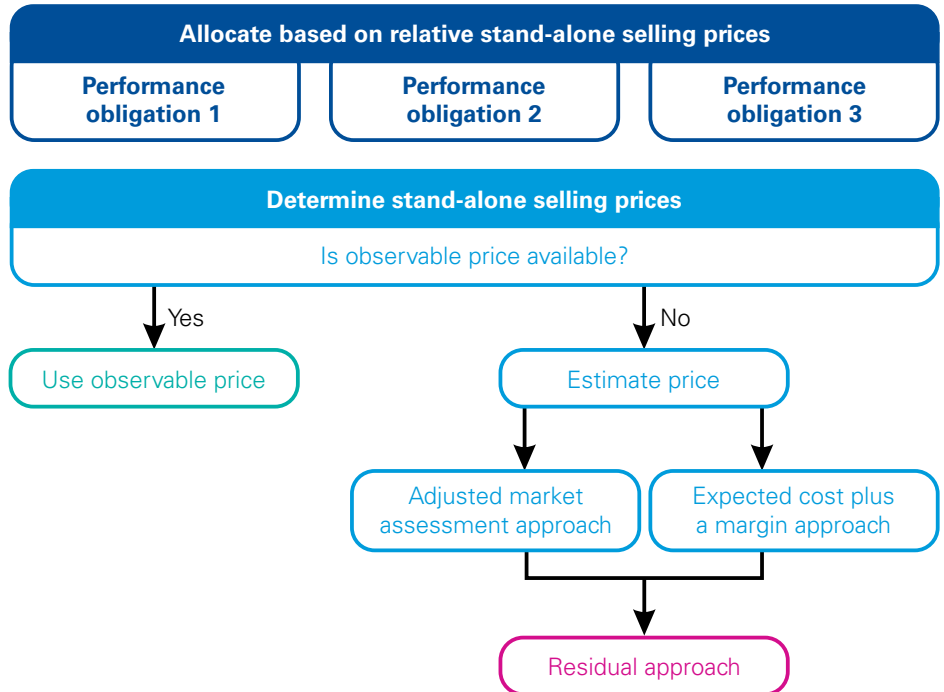 Allocate based on relative stand-alone selling prices
Performance
obligation 1
Performance
obligation 2
Performance
obligation 3
Determine stand-alone selling prices
Is observable price available?
Yes
No
Use observable price
Estimate price
Adjusted market
assessment approach
Expected cost plus
a margin approach
Residual approach